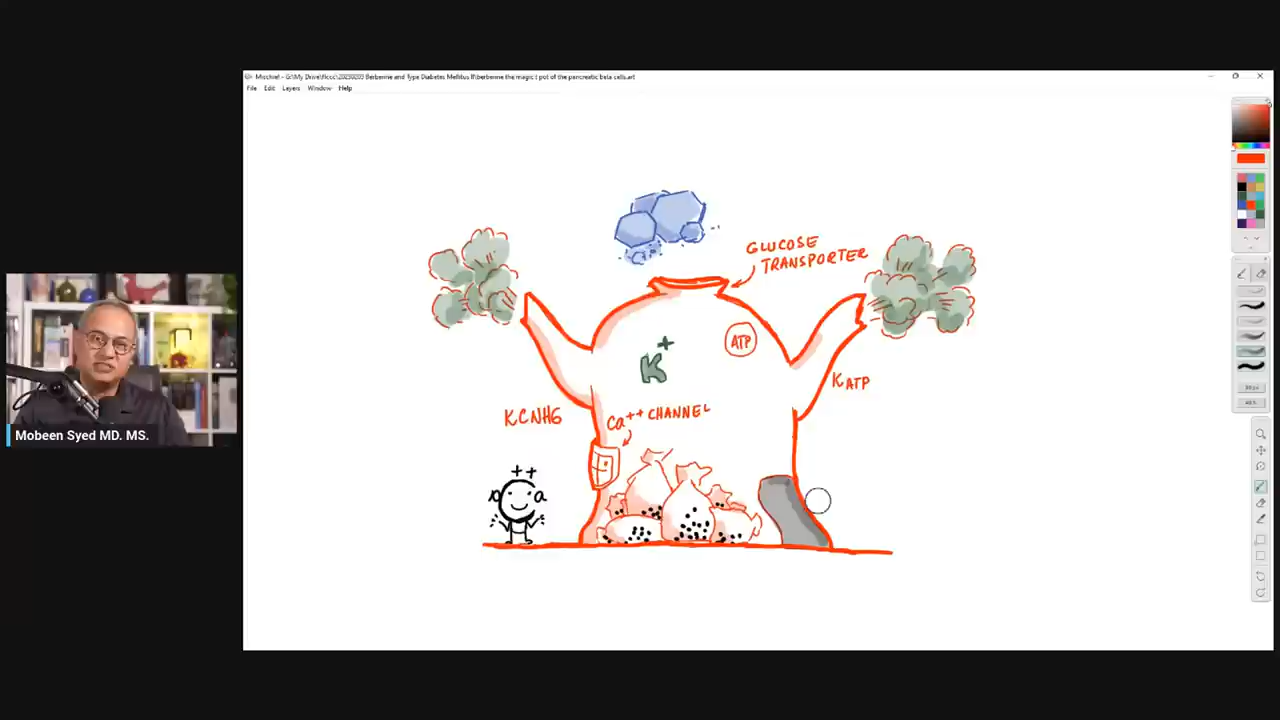 Mischief - G:\My Drive\flccc\20230203 Berberine and Type Diabetes Mellitus II\berberine the magic t pot of the pancreatic beta cells.art
File Edit Layers Window Help
GLUCOSE
TRANSPORTER
ATP
K+
KATP
KCNH6
Ca++ CHANNEL
Mobeen Syed MD. MS.
++